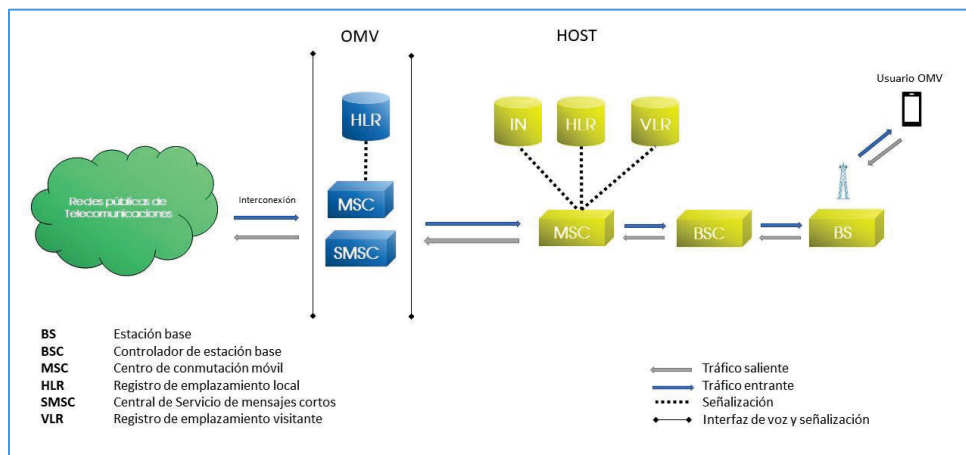 OMV
HOST
Usuario OMV
HLR
IN
HLR
VLR
Redes públicas de
Telecomunicaciones
Interconexión
MSC
SMSC
MSC
BSC
BS
BS Estación base
BSC Controlador de estación base
MSC Centro de conmutación móvil
HLR Registro de emplazamiento local
SMSC Central de Servicio de mensajes cortos
VLR Registro de emplazamiento visitante
Tráfico saliente
Tráfico entrante
Señalización
Interfaz de voz y señalización